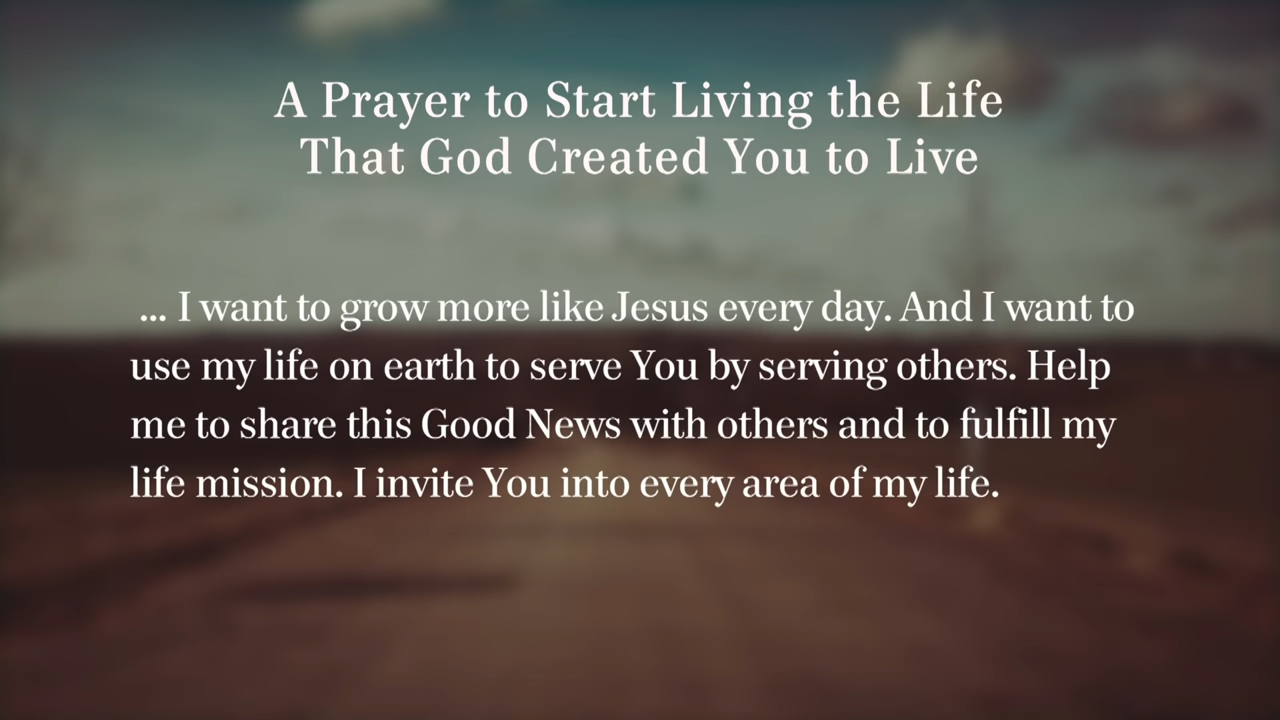 A Prayer to Start Living the Life
That God Created You to Live
... I want to grow more like Jesus every day. And I want to
use my life on earth to serve You by serving others. Help
me to share this Good News with others and to fulfill my
life mission. I invite You into every area of my life.